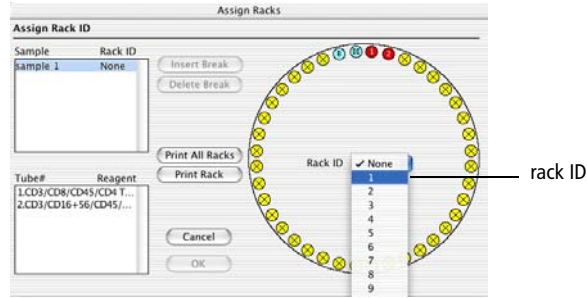 Assign Racks
Assign Rack ID
Sample Rack ID
sample 1 None
Insert Break
Delete Break
Print All Racks
Print Rack
Tube# Reagent
1.CD3/CD8/CD45/CD4 T...
2.CD3/CD16+56/CD45/...
Cancel
OK
1 2
Rack ID
✓ None
1
2
3
4
5
6
7
8
9
rack ID